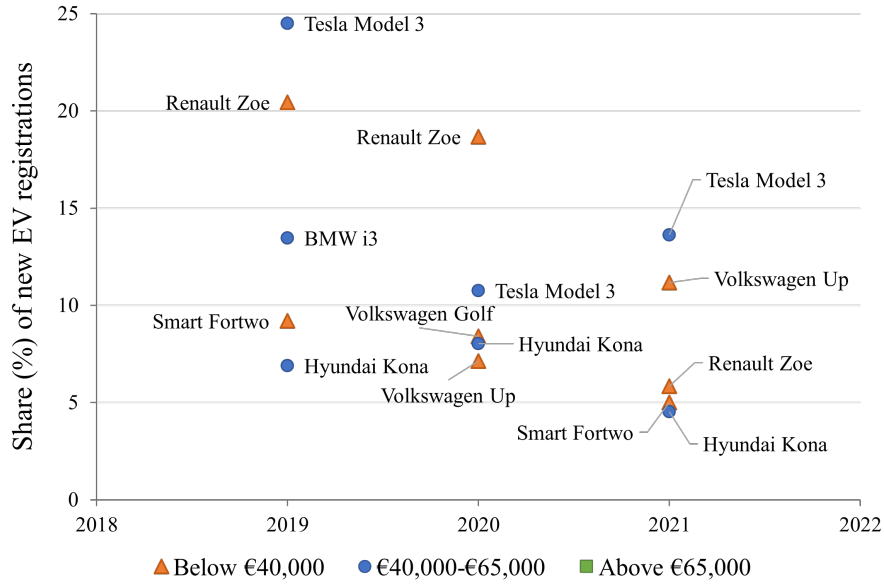 Share (%) of new EV registrations
25
20
15
10
5
0
2018
2019
2020
2021
2022
Tesla Model 3
Renault Zoe
BMW i3
Smart Fortwo
Hyundai Kona
Renault Zoe
Tesla Model 3
Volkswagen Golf
Hyundai Kona
Volkswagen Up
Tesla Model 3
Volkswagen Up
Renault Zoe
Smart Fortwo
Hyundai Kona
Below €40,000
€40,000-€65,000
Above €65,000